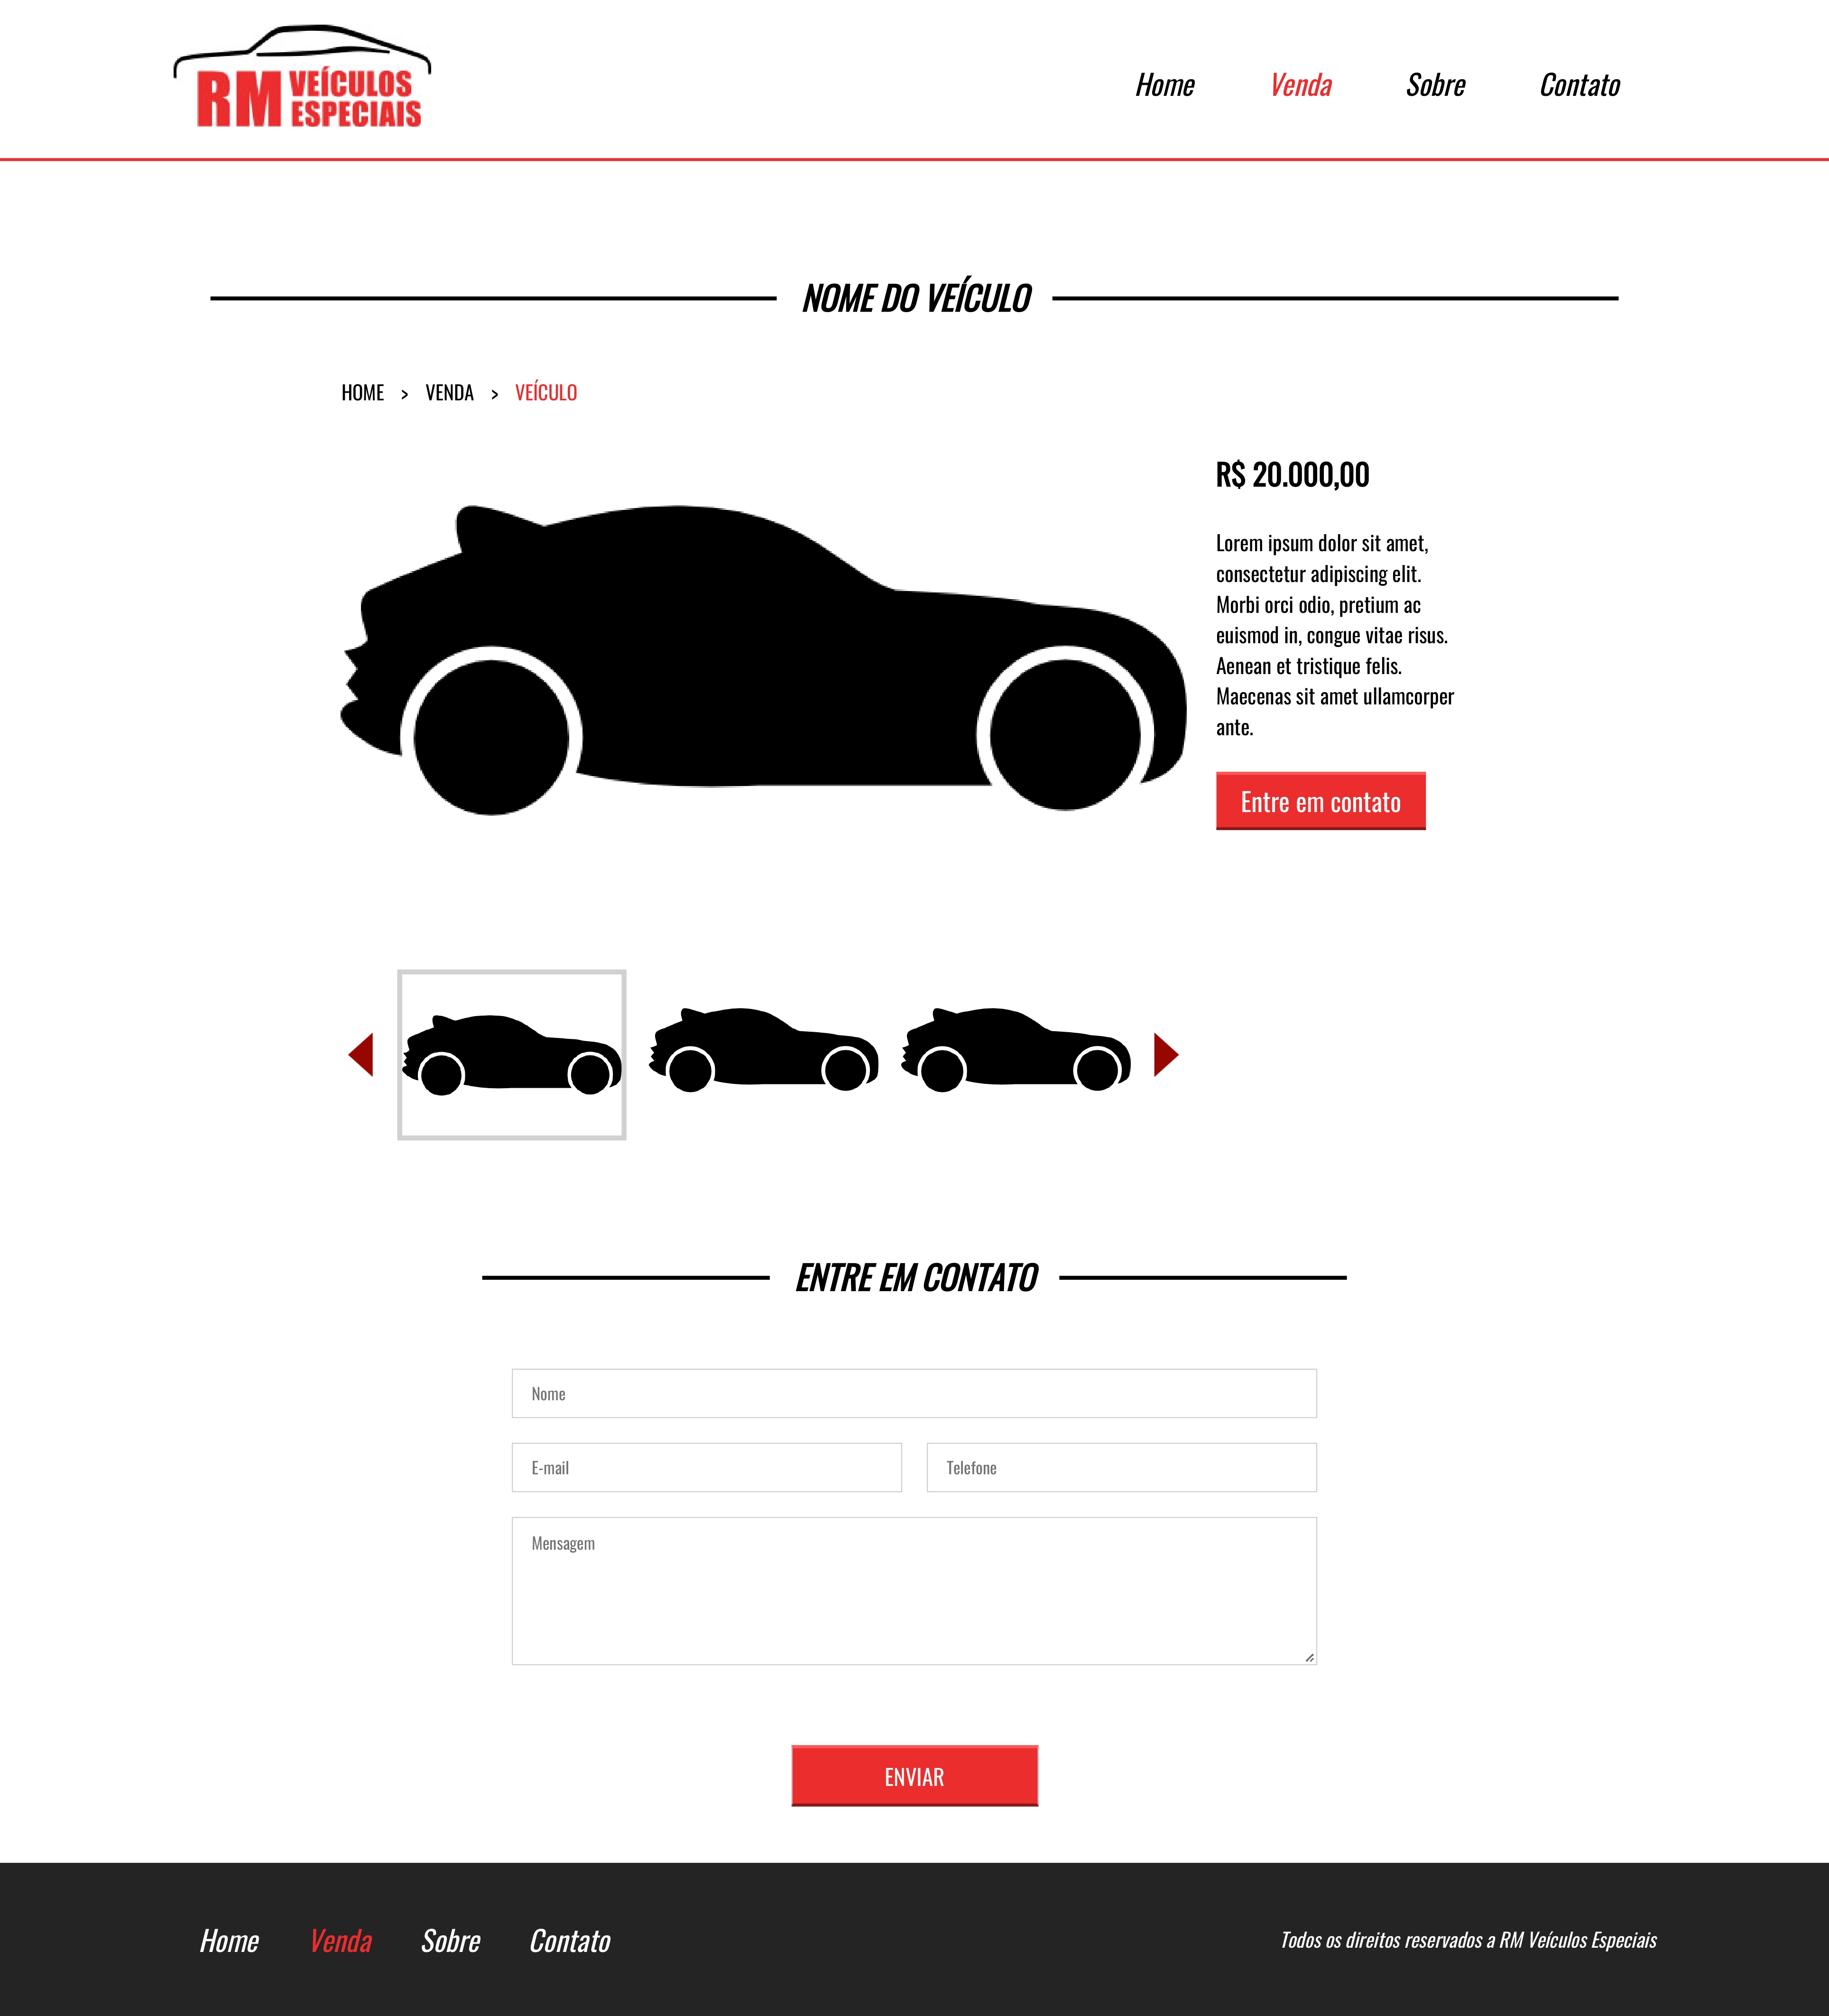 RM VEÍCULOS
ESPECIAIS
Home Venda Sobre Contato
NOME DO VEÍCULO
HOME > VENDA > VEÍCULO
R$ 20.000,00
Lorem ipsum dolor sit amet,
consectetur adipiscing elit.
Morbi orci odio, pretium ac
euismod in, congue vitae risus.
Aenean et tristique felis.
Maecenas sit amet ullamcorper
ante.
Entre em contato
ENTRE EM CONTATO
Nome
E-mail
Telefone
Mensagem
ENVIAR
Home Venda Sobre Contato
Todos os direitos reservados a RM Veículos Especiais